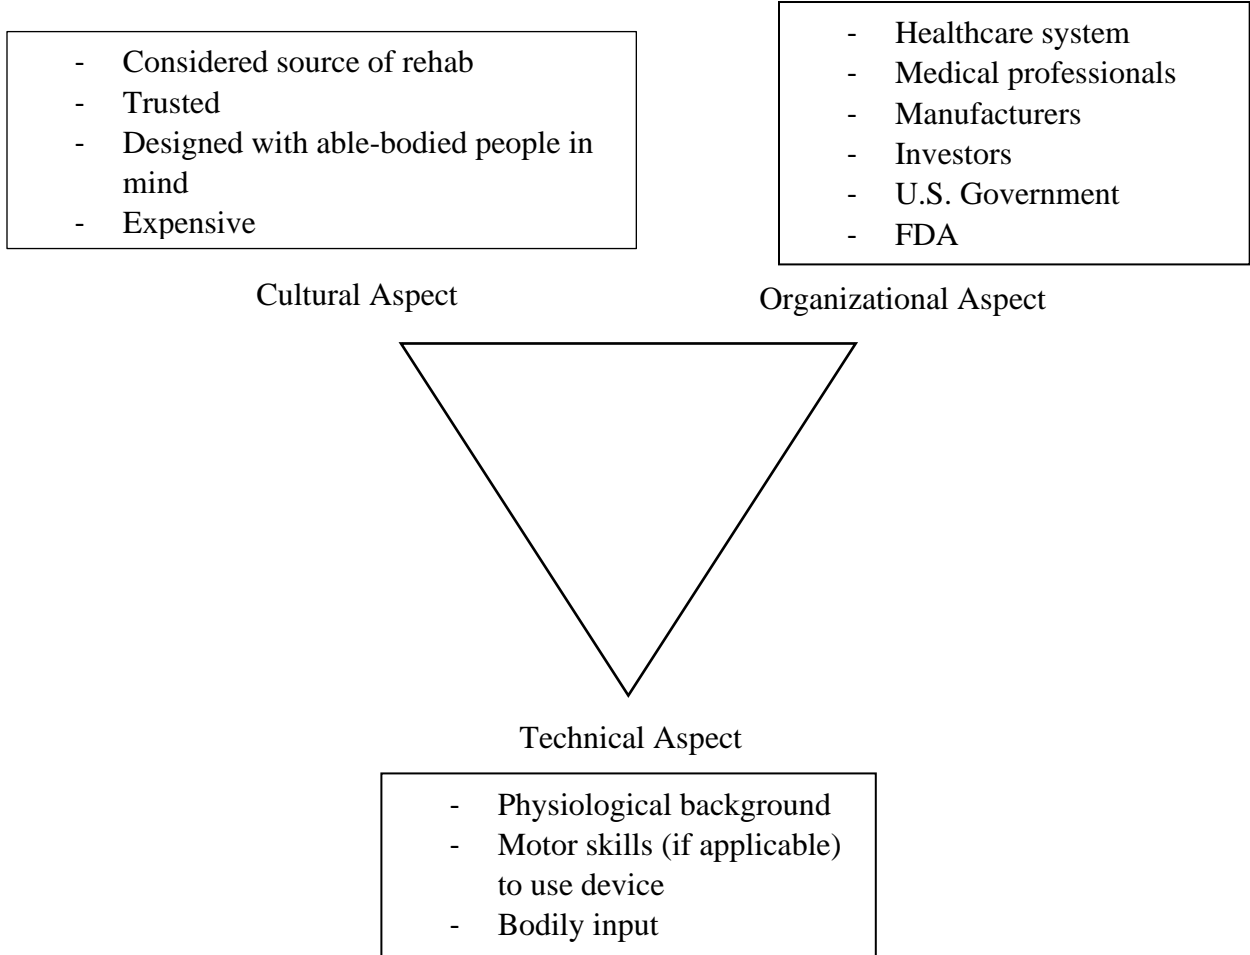 - Considered source of rehab
- Trusted
- Designed with able-bodied people in
mind
- Expensive
Cultural Aspect
- Healthcare system
- Medical professionals
- Manufacturers
- Investors
- U.S. Government
- FDA
Organizational Aspect
Technical Aspect
- Physiological background
- Motor skills (if applicable)
to use device
- Bodily input